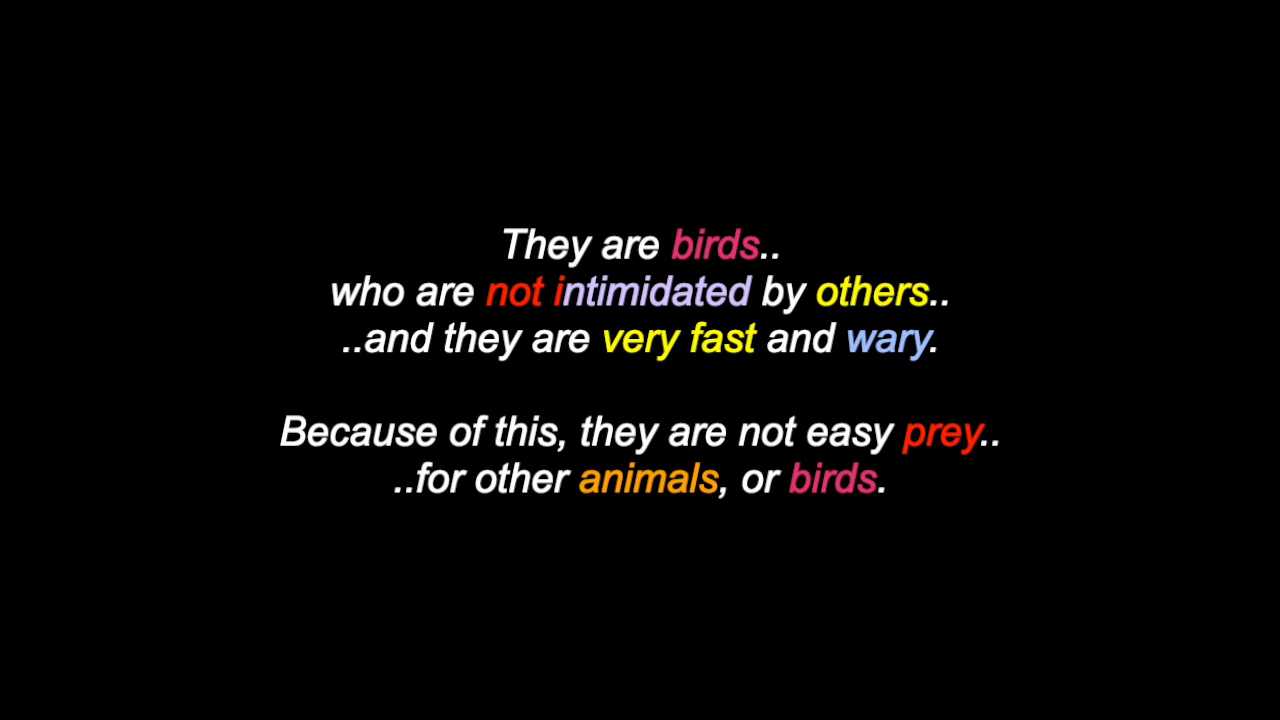 They are birds..
who are not intimidated by others..
..and they are very fast and wary.
Because of this, they are not easy prey..
..for other animals, or birds.